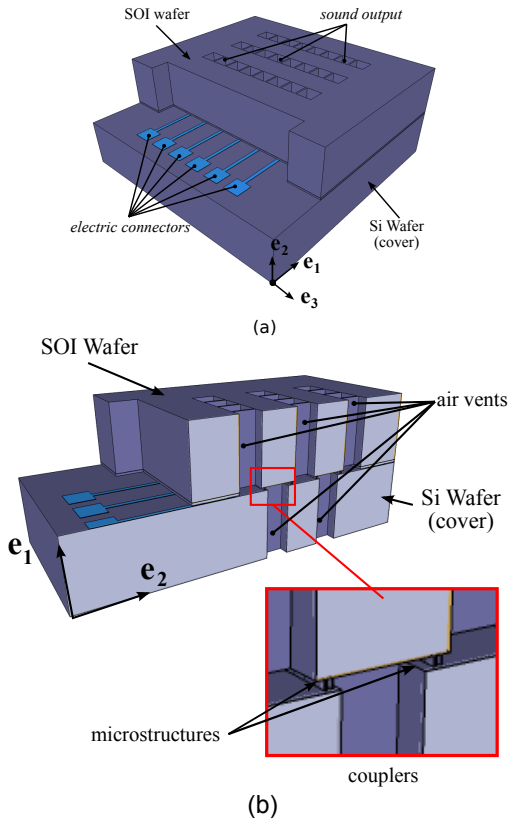 SOI wafer
sound output
electric connectors
Si Wafer
(cover)
e2
e1
e3
(a)
SOI Wafer
air vents
Si Wafer
(cover)
e1
e2
microstructures
couplers
(b)